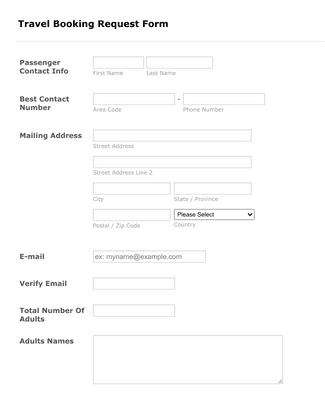 Travel Booking Request Form
Passenger
Contact Info
First Name Last Name
Best Contact
Number
-
Area Code Phone Number
Mailing Address
Street Address
Street Address Line 2
City State / Province
Please Select
Postal / Zip Code Country
E-mail
ex: myname@example.com
Verify Email
Total Number Of
Adults
Adults Names